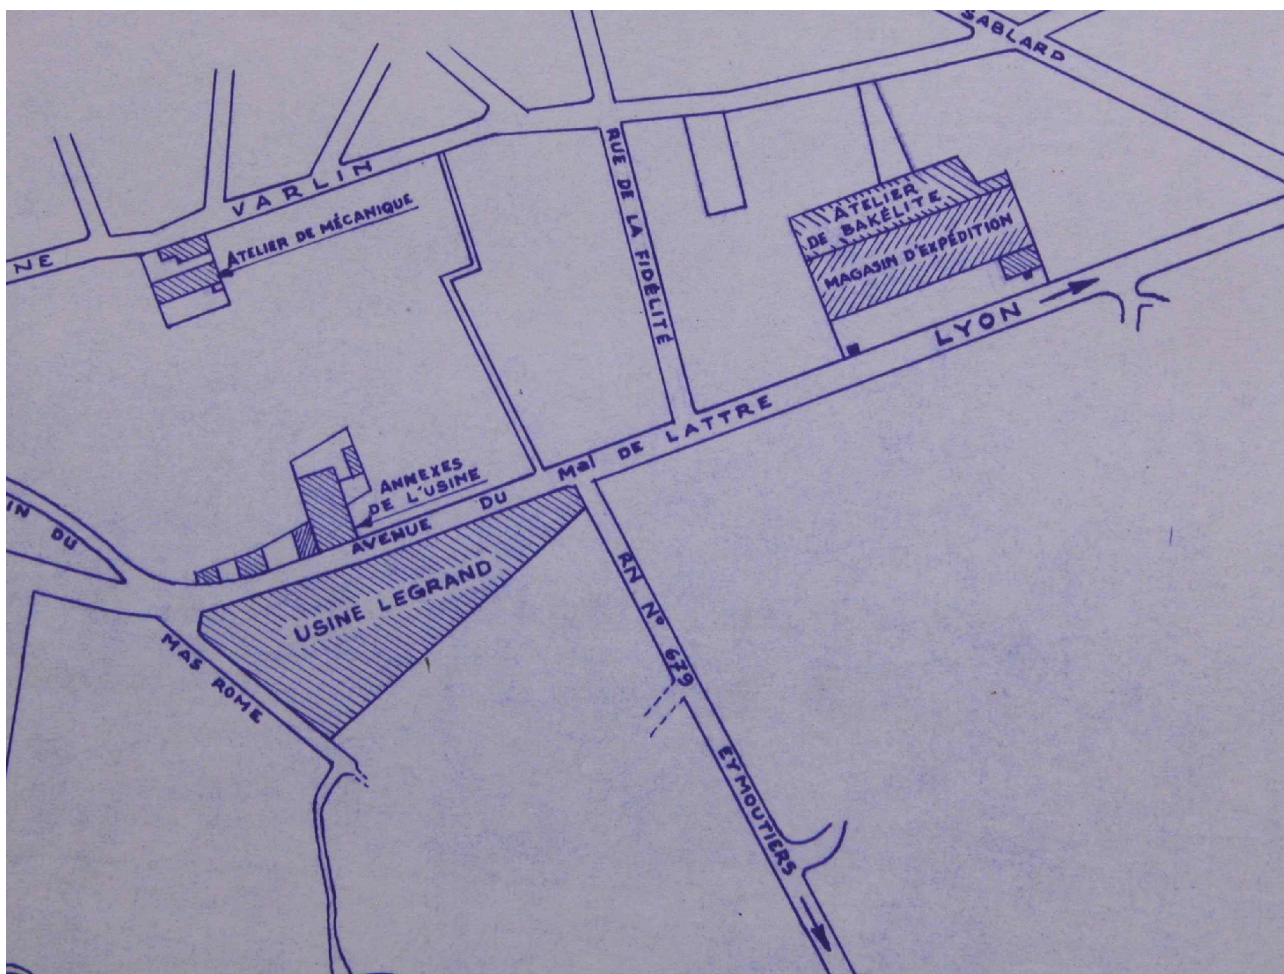 SABLARD
VARLIN
NE
ATELIER DE MÉCANIQUE
RUE DE LA FIDÉLITÉ
ATELIER
DE BAKÉLITE
MAGASIN D'EXPÉDITION
LYON
AVENUE DU Mal DE LATTRE
ANNEXES
DE L'USINE
IN DU
MAS ROME
USINE LEGRAND
RN N° 679
EYMOUTIERS